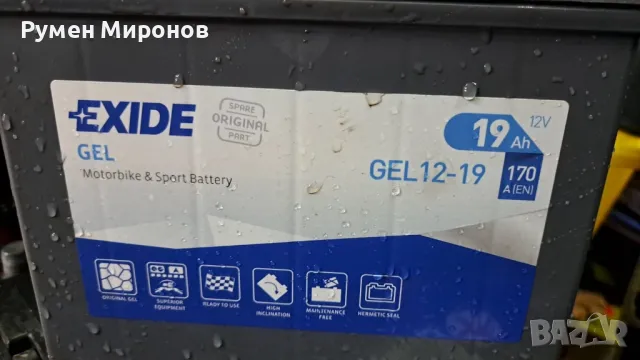 Румен Миронов
EXIDE
SPARE
ORIGINAL
PART
GEL
Motorbike & Sport Battery
12V
19 Ah
GEL12-19
170
A (EN)
ORIGINAL GEL
SUPERIOR
EQUIPMENT
READY TO USE
HIGH
INCLINATION
MAINTENANCE
FREE
HERMETIC SEAL
BAZAR